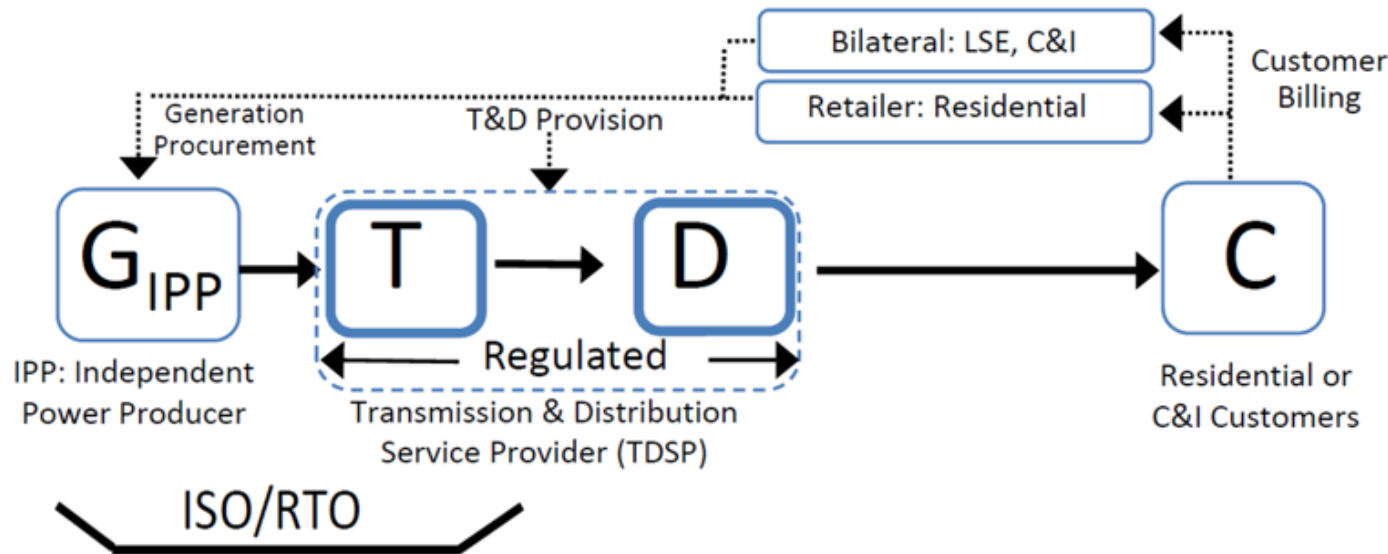 Bilateral: LSE, C&I
Customer
Billing
Retailer: Residential
Generation
Procurement
T&D Provision
G IPP
T
D
C
Regulated
IPP: Independent
Power Producer
Transmission & Distribution
Service Provider (TDSP)
Residential or
C&I Customers
ISO/RTO